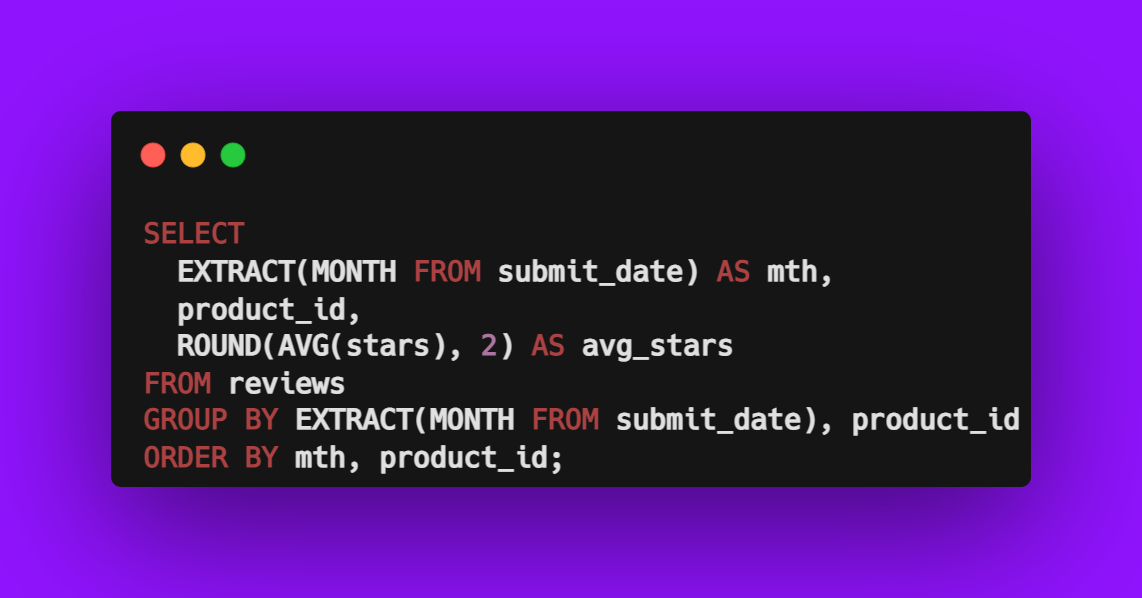 SELECT
  EXTRACT(MONTH FROM submit_date) AS mth,
  product_id,
  ROUND(AVG(stars), 2) AS avg_stars
FROM reviews
GROUP BY EXTRACT(MONTH FROM submit_date), product_id
ORDER BY mth, product_id;